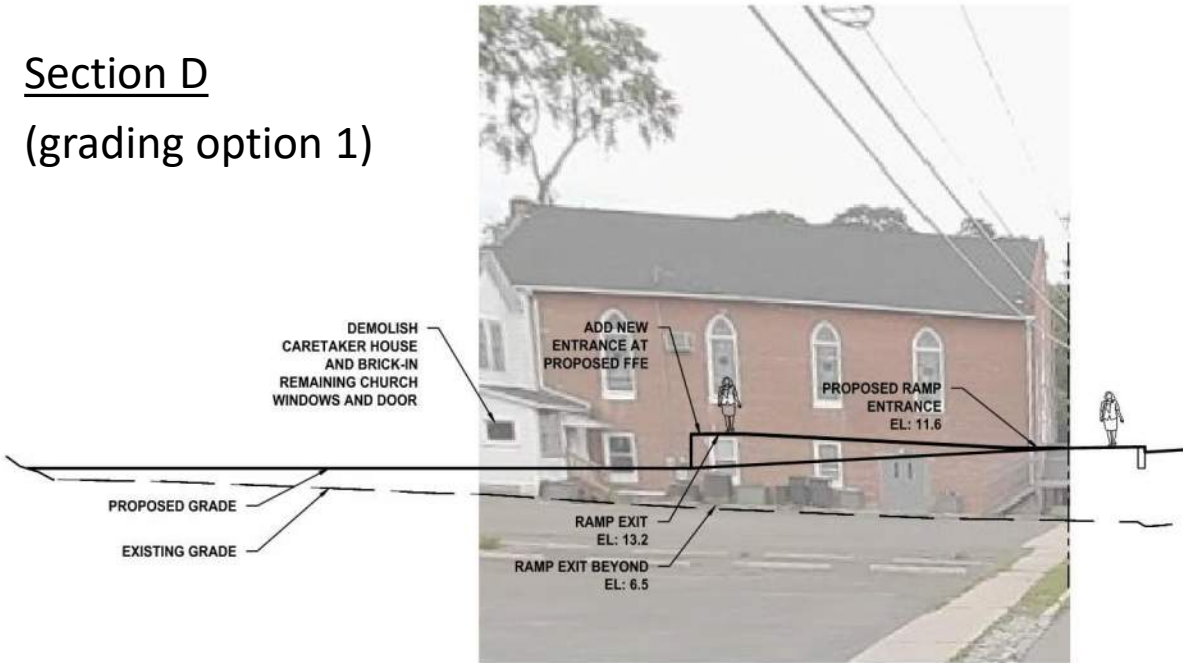 Section D
(grading option 1)
DEMOLISH
CARETAKER HOUSE
AND BRICK-IN
REMAINING CHURCH
WINDOWS AND DOOR
ADD NEW
ENTRANCE AT
PROPOSED FFE
PROPOSED RAMP
ENTRANCE
EL: 11.6
PROPOSED GRADE
EXISTING GRADE
RAMP EXIT
EL: 13.2
RAMP EXIT BEYOND
EL: 6.5